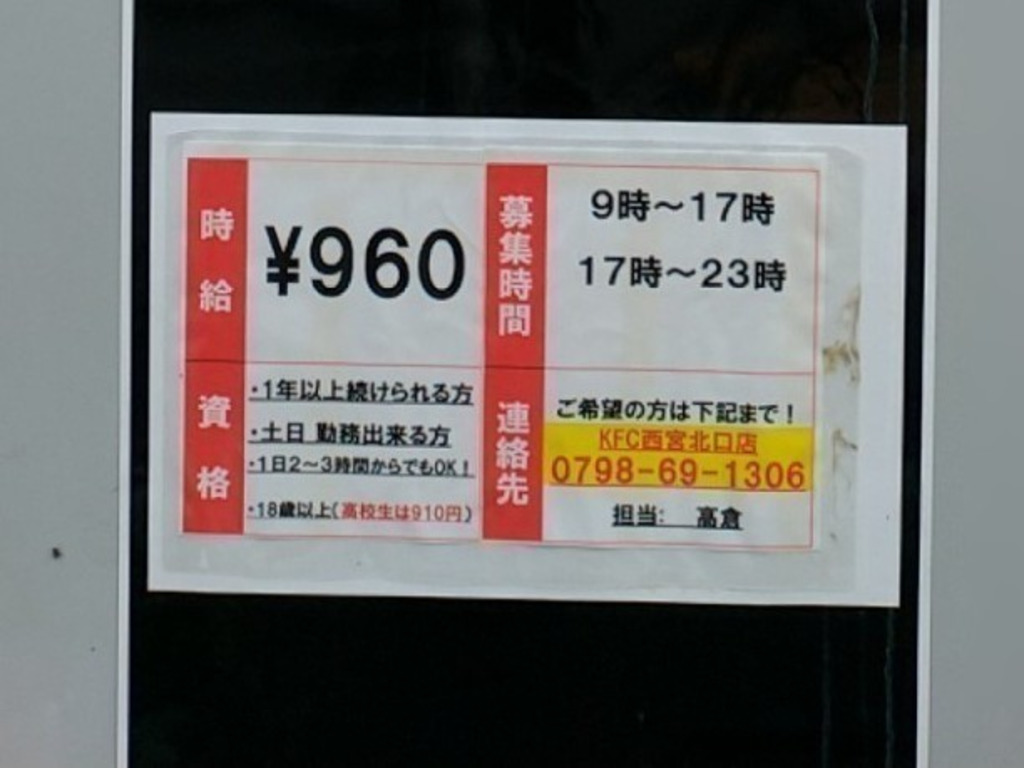 時給
¥960
募集時間
9時～17時
17時～23時
資格
・1年以上続けられる方
・土日 勤務出来る方
・1日2～3時間からでもOK！
・18歳以上(高校生は910円)
連絡先
ご希望の方は下記まで！
KFC西宮北口店
0798-69-1306
担当: 高倉